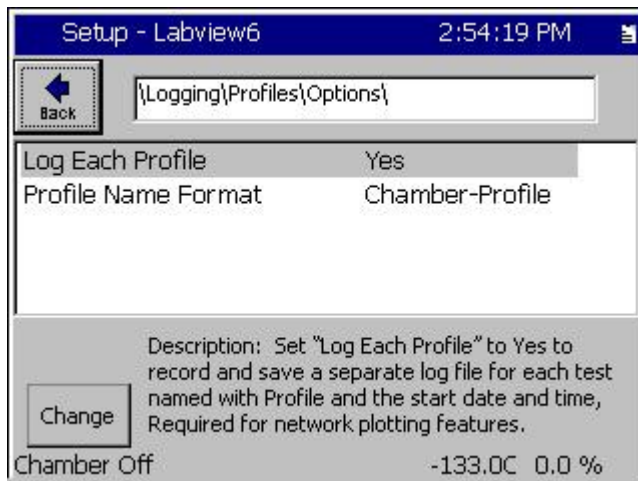 Setup - Labview6 2:54:19 PM
Back
\Logging\Profiles\Options\
Log Each Profile Yes
Profile Name Format Chamber-Profile
Description: Set "Log Each Profile" to Yes to
record and save a separate log file for each test
named with Profile and the start date and time,
Required for network plotting features.
Change
Chamber Off -133.0C 0.0 %